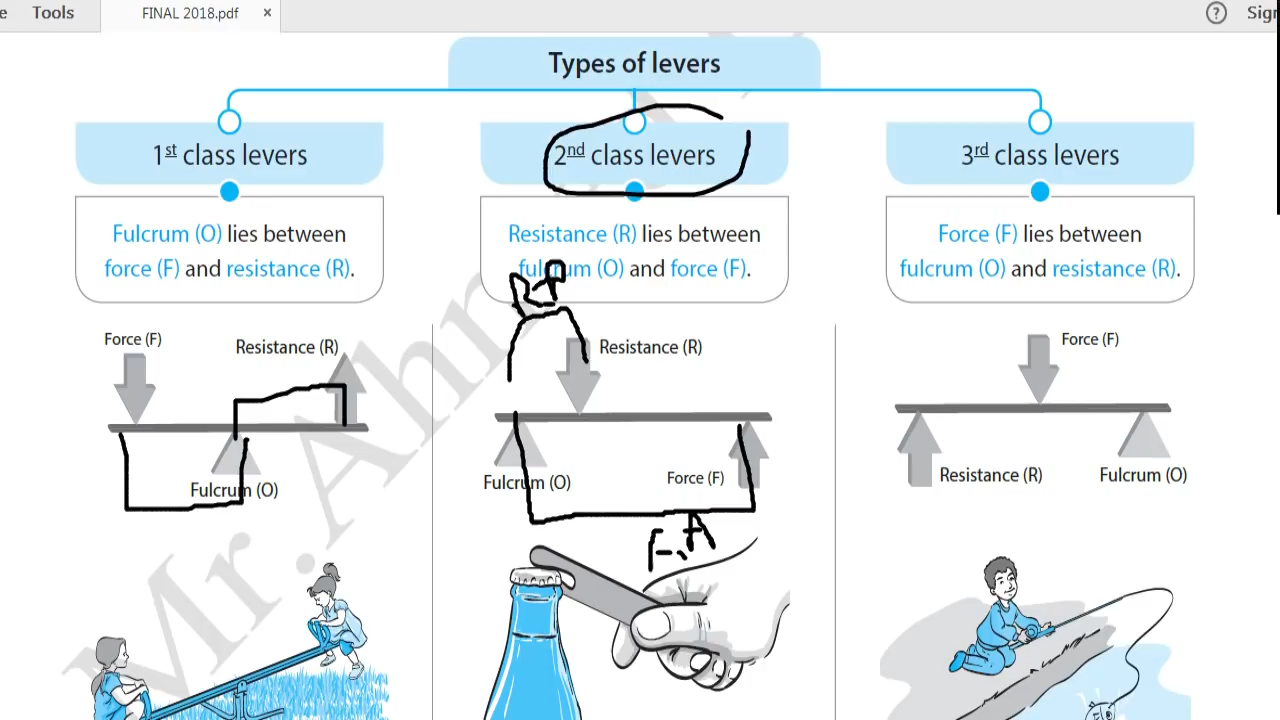 Tools
FINAL 2018.pdf
×
?
Sig
Types of levers
1st class levers
Fulcrum (O) lies between
force (F) and resistance (R).
Force (F)
Resistance (R)
Fulcrum (O)
2nd class levers
Resistance (R) lies between
fulcrum (O) and force (F).
Resistance (R)
Fulcrum (O)
Force (F)
F.A
3rd class levers
Force (F) lies between
fulcrum (O) and resistance (R).
Force (F)
Resistance (R)
Fulcrum (O)